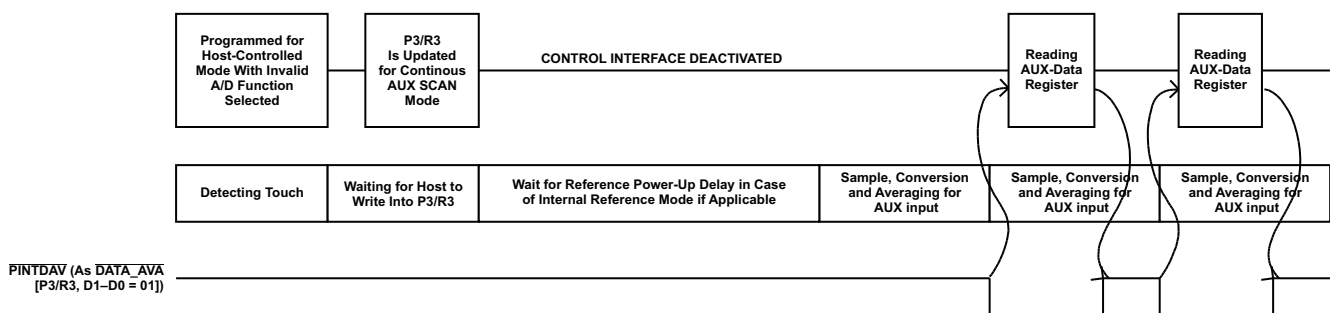 Programmed for
Host-Controlled
Mode With Invalid
A/D Function
Selected
P3/R3
Is Updated
for Continous
AUX SCAN
Mode
CONTROL INTERFACE DEACTIVATED
Reading
AUX-Data
Register
Reading
AUX-Data
Register
Detecting Touch
Waiting for Host to
Write Into P3/R3
Wait for Reference Power-Up Delay in Case
of Internal Reference Mode if Applicable
Sample, Conversion
and Averaging for
AUX input
Sample, Conversion
and Averaging for
AUX input
Sample, Conversion
and Averaging for
AUX input
PINTDAV (As DATA_AVA
[P3/R3, D1–D0 = 01])